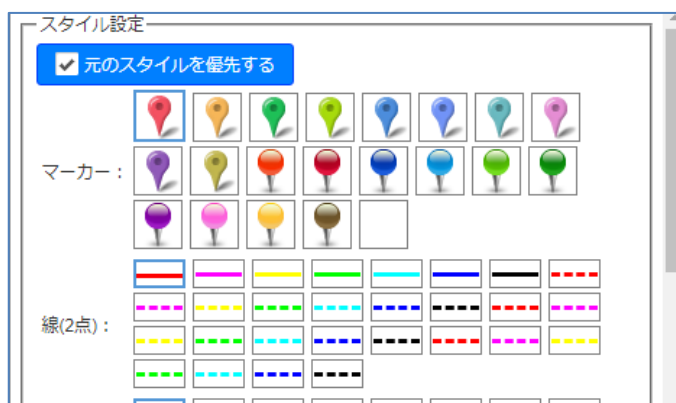 スタイル設定
元のスタイルを優先する
マーカー：
線(2点)：